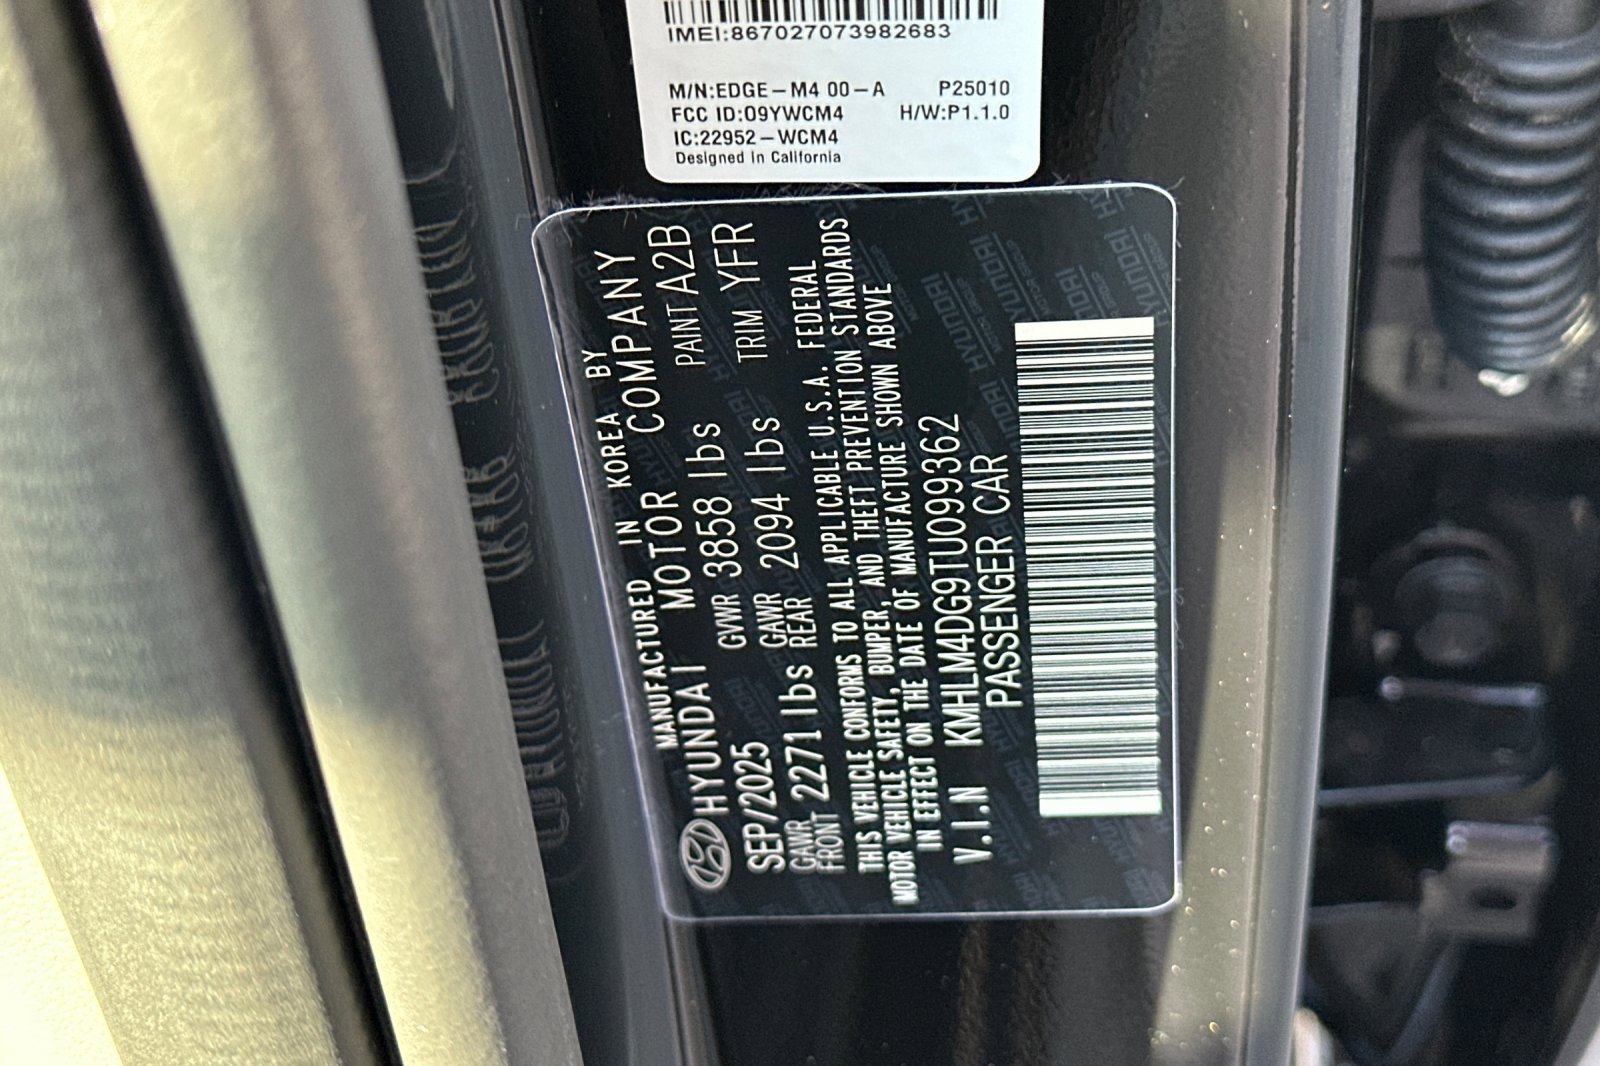 IMEI:867027073982683
M/N:EDGE-M4 00-A P25010
FCC ID:O9YWCM4 H/W:P1.1.0
IC:22952-WCM4
Designed in California
MANUFACTURED IN KOREA BY
HYUNDAI MOTOR COMPANY
SEP/2025 GVWR 3858 lbs PAINT A2B
GAWR FRONT 2271 lbs GAWR REAR 2094 lbs TRIM YFR
THIS VEHICLE CONFORMS TO ALL APPLICABLE U.S.A. FEDERAL
MOTOR VEHICLE SAFETY, BUMPER, AND THEFT PREVENTION STANDARDS
IN EFFECT ON THE DATE OF MANUFACTURE SHOWN ABOVE
V.I.N KMHLM4DG9TU099362
PASSENGER CAR